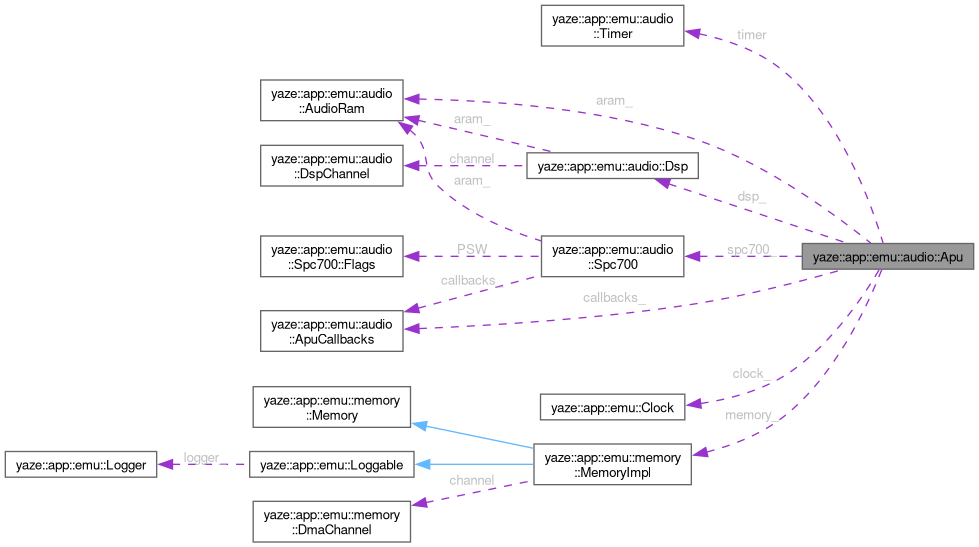 yaze::app::emu::audio
::Timer
timer
yaze::app::emu::audio
::AudioRam
aram_
aram_
yaze::app::emu::audio
::DspChannel
channel
yaze::app::emu::audio::Dsp
aram_
dsp_
yaze::app::emu::audio
::Spc700::Flags
PSW
yaze::app::emu::audio
::Spc700
spc700_
yaze::app::emu::audio::Apu
callbacks_
callbacks_
yaze::app::emu::audio
::ApuCallbacks
clock_
yaze::app::emu::memory
::Memory
yaze::app::emu::Clock
memory_
yaze::app::emu::Logger
logger_
yaze::app::emu::Loggable
yaze::app::emu::memory
::MemoryImpl
channel
yaze::app::emu::memory
::DmaChannel